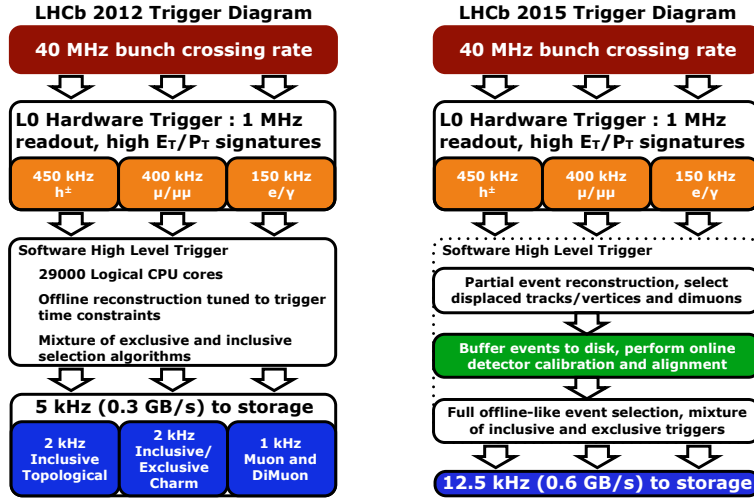 LHCb 2012 Trigger Diagram
40 MHz bunch crossing rate
L0 Hardware Trigger : 1 MHz
readout, high ET/PT signatures
450 kHz
h±
400 kHz
µ/µµ
150 kHz
e/γ
Software High Level Trigger
29000 Logical CPU cores
Offline reconstruction tuned to trigger
time constraints
Mixture of exclusive and inclusive
selection algorithms
5 kHz (0.3 GB/s) to storage
2 kHz
Inclusive
Topological
2 kHz
Inclusive/
Exclusive
Charm
1 kHz
Muon and
DiMuon
LHCb 2015 Trigger Diagram
40 MHz bunch crossing rate
L0 Hardware Trigger : 1 MHz
readout, high ET/PT signatures
450 kHz
h±
400 kHz
µ/µµ
150 kHz
e/γ
Software High Level Trigger
Partial event reconstruction, select
displaced tracks/vertices and dimuons
Buffer events to disk, perform online
detector calibration and alignment
Full offline-like event selection, mixture
of inclusive and exclusive triggers
12.5 kHz (0.6 GB/s) to storage